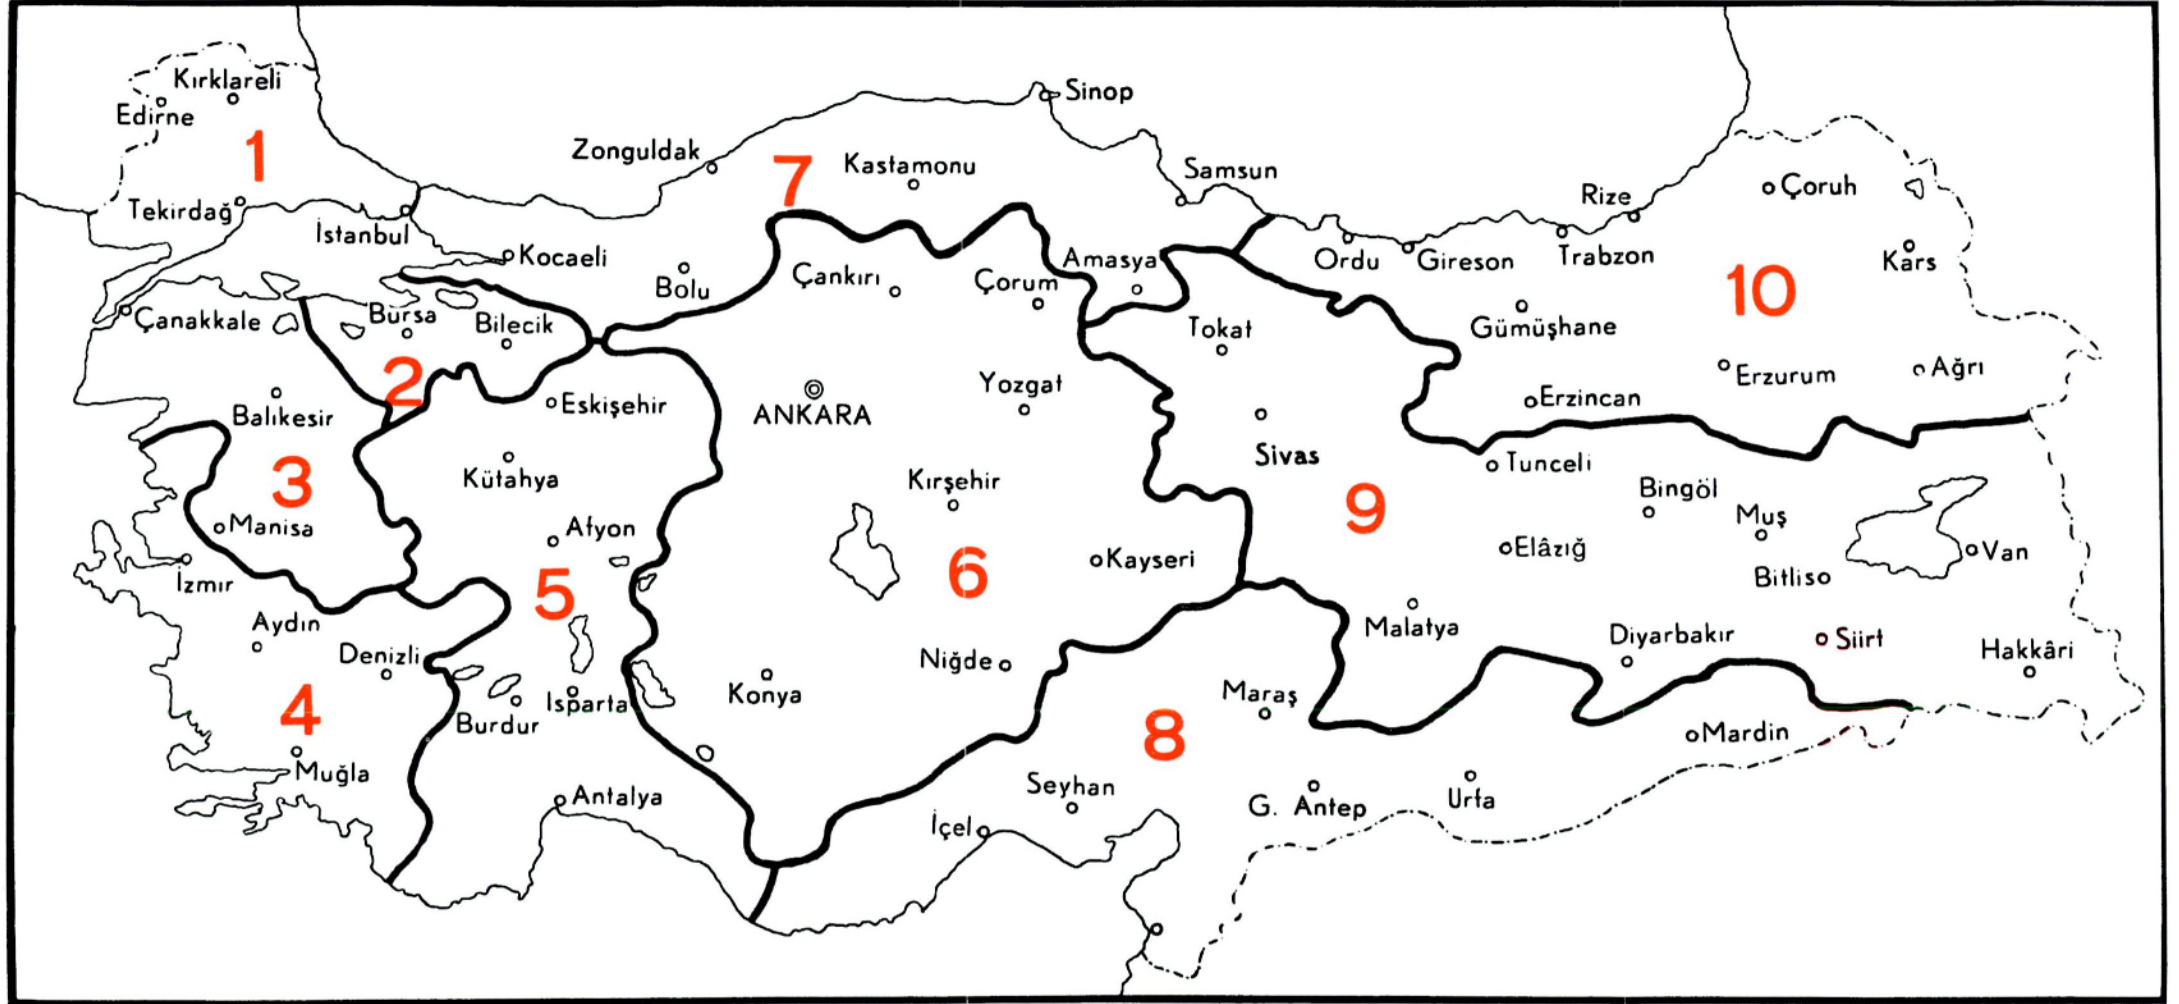 Kırklareli
Edirne
1
Tekirdağ
İstanbul
Sinop
Zonguldak
7
Kastamonu
Samsun
Rize
Çoruh
Kocaeli
Bolu
Çankırı
Çorum
Amasya
Ordu
Gireson
Trabzon
10
Kars
Çanakkale
Bursa
Bilecik
2
Tokat
Gümüşhane
Balıkesir
Eskişehir
ANKARA
Yozgat
Sivas
Erzincan
Erzurum
Ağrı
3
Kütahya
Kırşehir
9
Tunceli
Bingöl
Muş
Manisa
Afyon
6
Kayseri
Elâzığ
Bitlis
Van
İzmır
5
Aydın
Denizli
Malatya
Diyarbakır
Siirt
Hakkâri
4
Burdur
Isparta
Konya
Niğde
Maraş
8
Mardin
Muğla
Antalya
İçel
Seyhan
G. Antep
Urfa